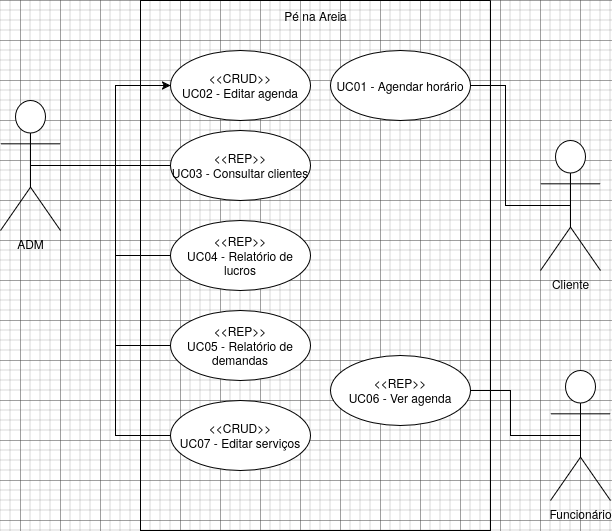 Pé na Areia
<<CRUD>>
UC02 - Editar agenda
UC01 - Agendar horário
<<REP>>
UC03 - Consultar clientes
ADM
<<REP>>
UC04 - Relatório de
lucros
Cliente
<<REP>>
UC05 - Relatório de
demandas
<<REP>>
UC06 - Ver agenda
<<CRUD>>
UC07 - Editar serviços
Funcionário